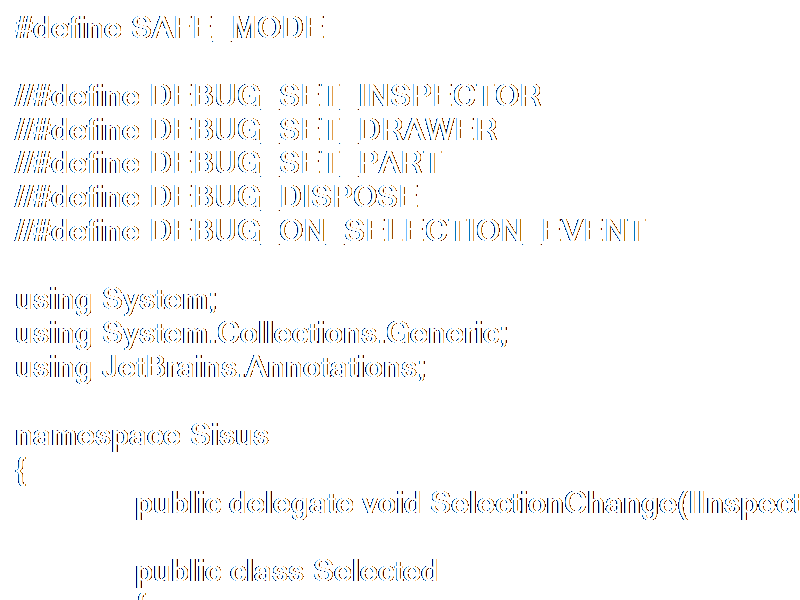 #define SAFE_MODE
//#define DEBUG_SET_INSPECTOR
//#define DEBUG_SET_DRAWER
//#define DEBUG_SET_PART
//#define DEBUG_DISPOSE
//#define DEBUG_ON_SELECTION_EVENT
using System;
using System.Collections.Generic;
using JetBrains.Annotations;
namespace Sisus
{
public delegate void SelectionChange(IInspect
public class Selected
{